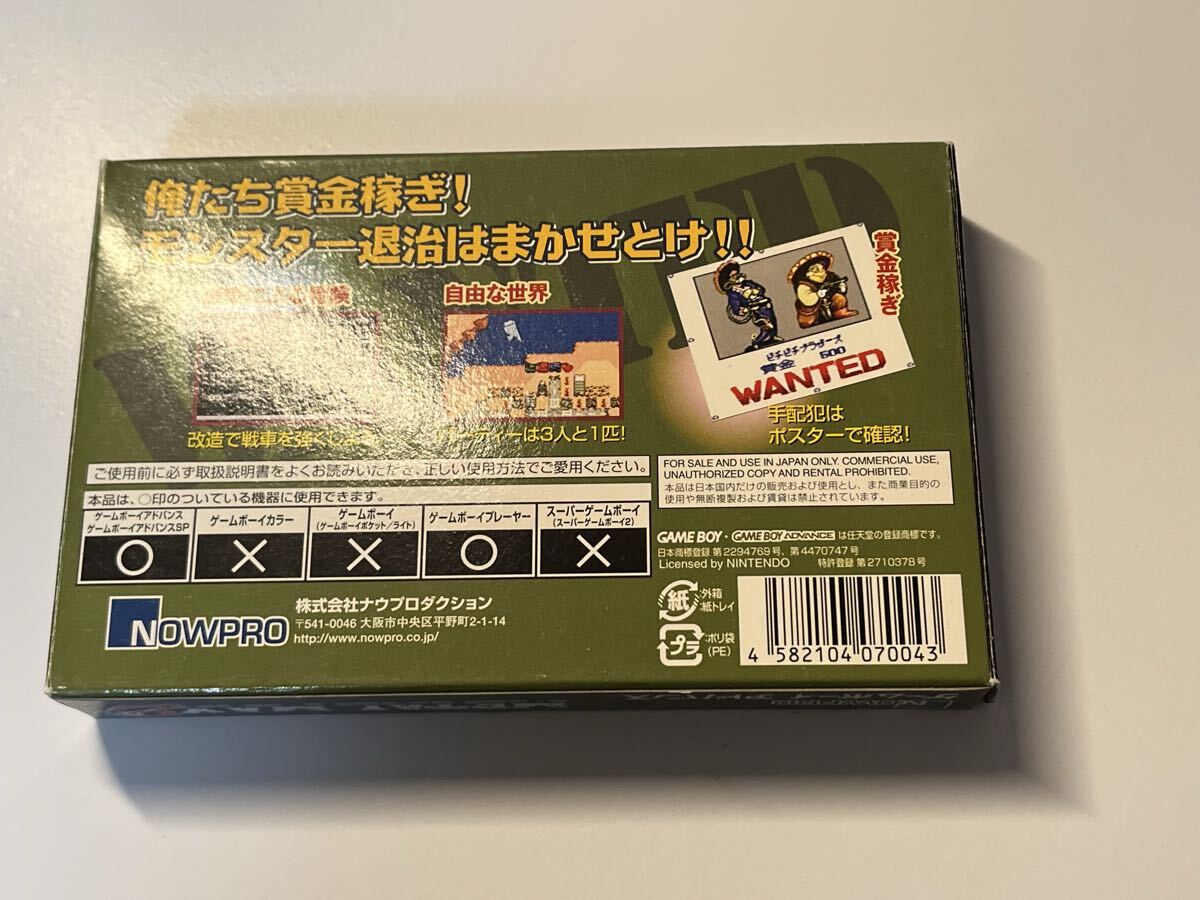 俺たち賞金稼ぎ!
モンスター退治はまかせとけ!!
自由な世界
賞金稼ぎ
ピチピチブラザーズ
賞金 500
WANTED
改造で戦車を強くしよう
パーティーは3人と1匹!
手配犯は
ポスターで確認!
ご使用前に必ず取扱説明書をよくお読みいただき、正しい使用方法でご愛用ください。
本品は、○印のついている機器に使用できます。
ゲームボーイアドバンス
ゲームボーイアドバンスSP
○
ゲームボーイカラー
×
ゲームボーイ
(ゲームボーイポケット/ライト)
×
ゲームボーイプレーヤー
○
スーパーゲームボーイ
(スーパーゲームボーイ2)
×
FOR SALE AND USE IN JAPAN ONLY. COMMERCIAL USE,
UNAUTHORIZED COPY AND RENTAL PROHIBITED.
本品は日本国内だけの販売および使用とし、また商業目的の
使用や無断複製および賃貸は禁止されています。
GAME BOY・GAME BOY ADVANCE は任天堂の登録商標です。
日本商標登録 第2294769号、第4470747号
Licensed by NINTENDO 特許登録 第2710378号
NOWPRO
株式会社ナウプロダクション
〒541-0046 大阪市中央区平野町2-1-14
http://www.nowpro.co.jp/
紙
:外箱
:紙トレイ
プラ
:ポリ袋
(PE)
4 582104 070043